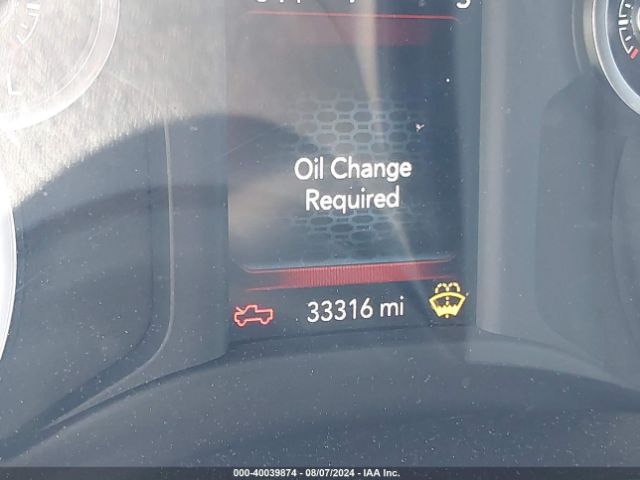 Oil Change
Required
33316 mi
000-40039874 - 08/07/2024 - IAA Inc.